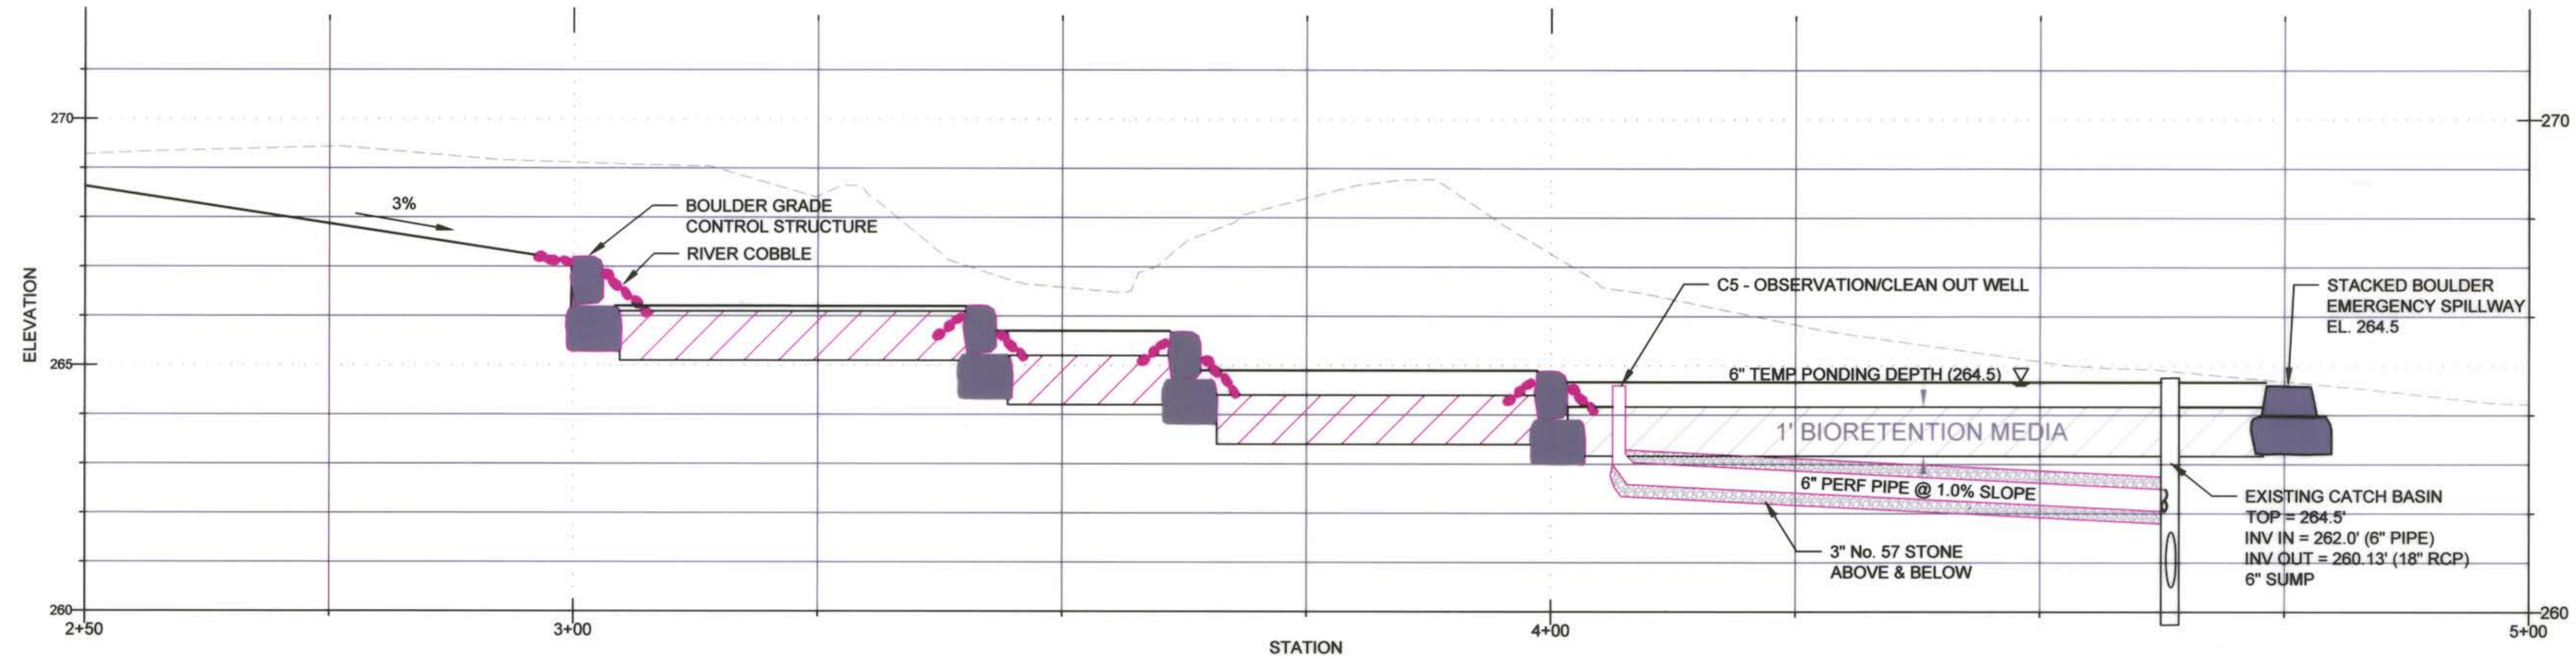 270
270
3%
BOULDER GRADE
CONTROL STRUCTURE
RIVER COBBLE
C5 - OBSERVATION/CLEAN OUT WELL
STACKED BOULDER
EMERGENCY SPILLWAY
EL. 264.5
ELEVATION
265
6" TEMP PONDING DEPTH (264.5)
1' BIORETENTION MEDIA
6" PERF PIPE @ 1.0% SLOPE
EXISTING CATCH BASIN
TOP = 264.5'
INV IN = 262.0' (6" PIPE)
INV OUT = 260.13' (18" RCP)
6" SUMP
3" No. 57 STONE
ABOVE & BELOW
260
260
2+50
3+00
4+00
5+00
STATION